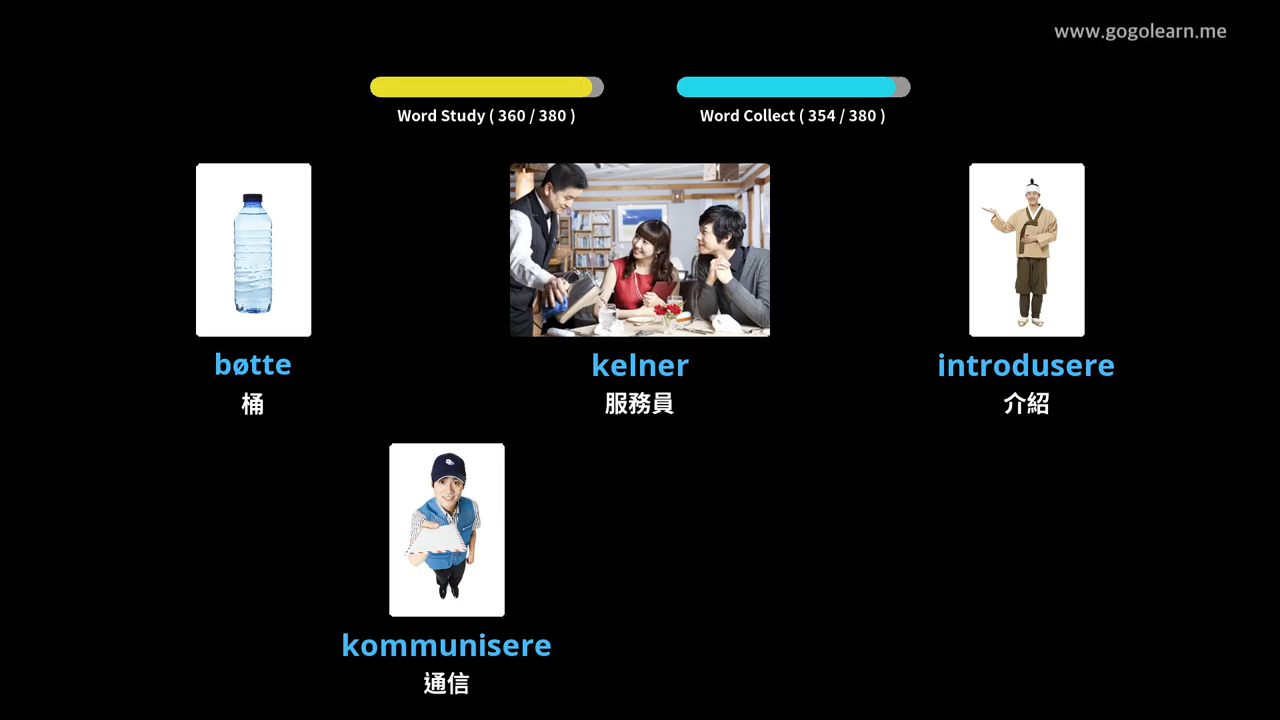 www.gogolearn.me
Word Study ( 360 / 380 )
Word Collect ( 354 / 380 )
bøtte
桶
kelner
服務員
introdusere
介紹
kommunisere
通信